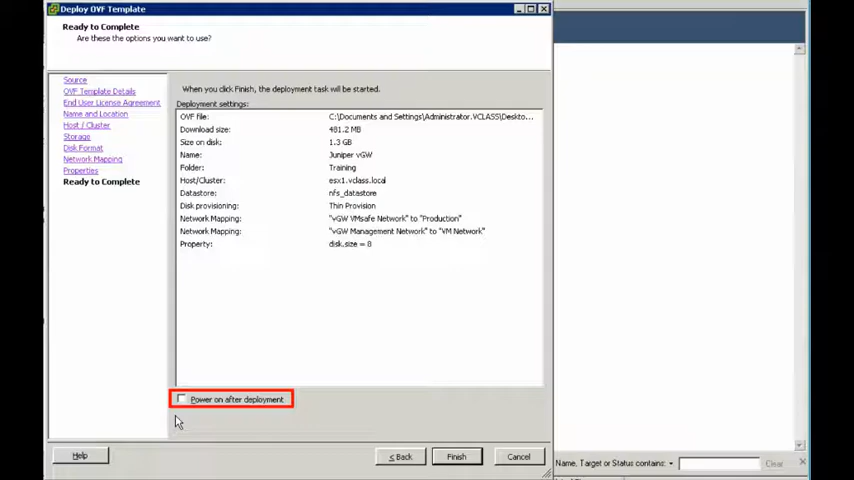 Deploy OVF Template
Ready to Complete
Are these the options you want to use?
Source
OVF Template Details
End User License Agreement
Name and Location
Host / Cluster
Storage
Disk Format
Network Mapping
Properties
Ready to Complete
When you click Finish, the deployment task will be started.
Deployment settings:
OVF file: C:\Documents and Settings\Administrator.VCLASS\Deskto...
Download size: 481.2 MB
Size on disk: 1.3 GB
Name: Juniper vGW
Folder: Training
Host/Cluster: esx1.vclass.local
Datastore: nfs_datastore
Disk provisioning: Thin Provision
Network Mapping: "vGW VMsafe Network" to "Production"
Network Mapping: "vGW Management Network" to "VM Network"
Property: disk.size = 8
Power on after deployment
Help
< Back
Finish
Cancel
Name, Target or Status contains:
Clear